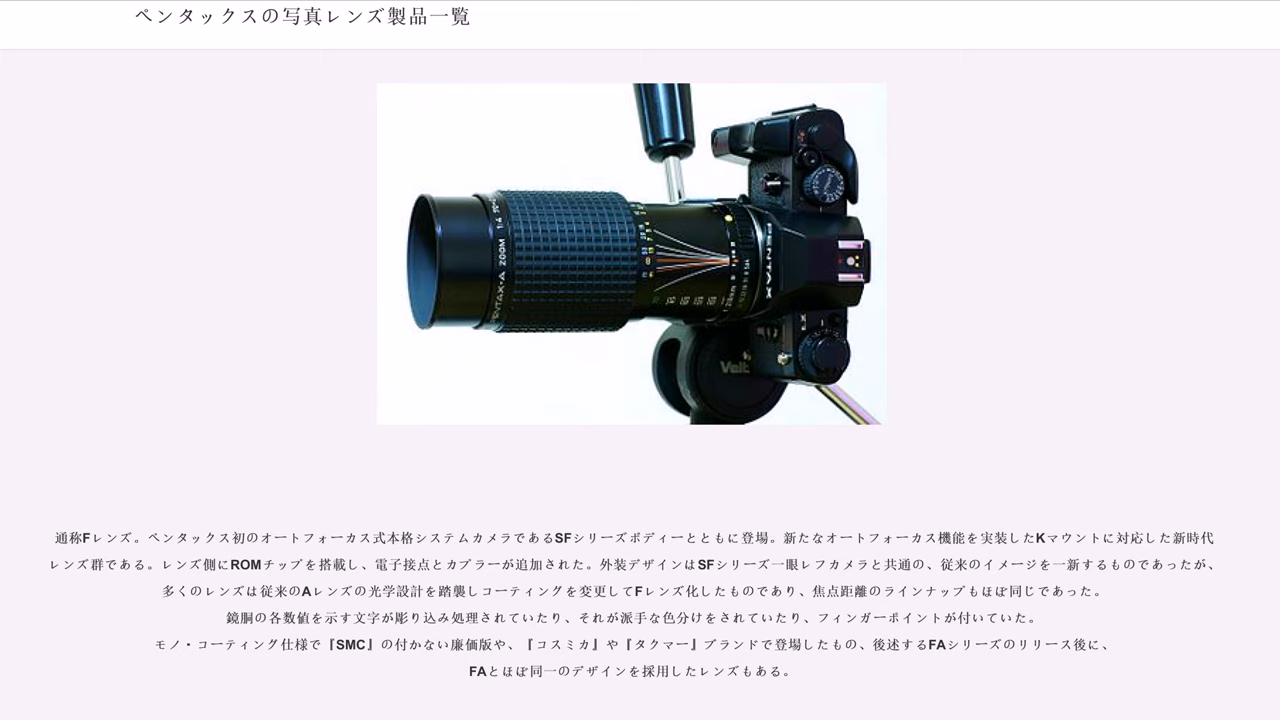 ペンタックスの写真レンズ製品一覧
PENTAX-A ZOOM 1:4
PENTAX
Velb
通称Fレンズ。ペンタックス初のオートフォーカス式本格システムカメラであるSFシリーズボディーとともに登場。新たなオートフォーカス機能を実装したKマウントに対応した新時代
レンズ群である。レンズ側にROMチップを搭載し、電子接点とカプラーが追加された。外装デザインはSFシリーズ一眼レフカメラと共通の、従来のイメージを一新するものであったが、
多くのレンズは従来のAレンズの光学設計を踏襲しコーティングを変更してFレンズ化したものであり、焦点距離のラインナップもほぼ同じであった。
鏡胴の各数値を示す文字が彫り込み処理されていたり、それが派手な色分けをされていたり、フィンガーポイントが付いていた。
モノ・コーティング仕様で『SMC』の付かない廉価版や、『コスミカ』や『タクマー』ブランドで登場したもの、後述するFAシリーズのリリース後に、
FAとほぼ同一のデザインを採用したレンズもある。